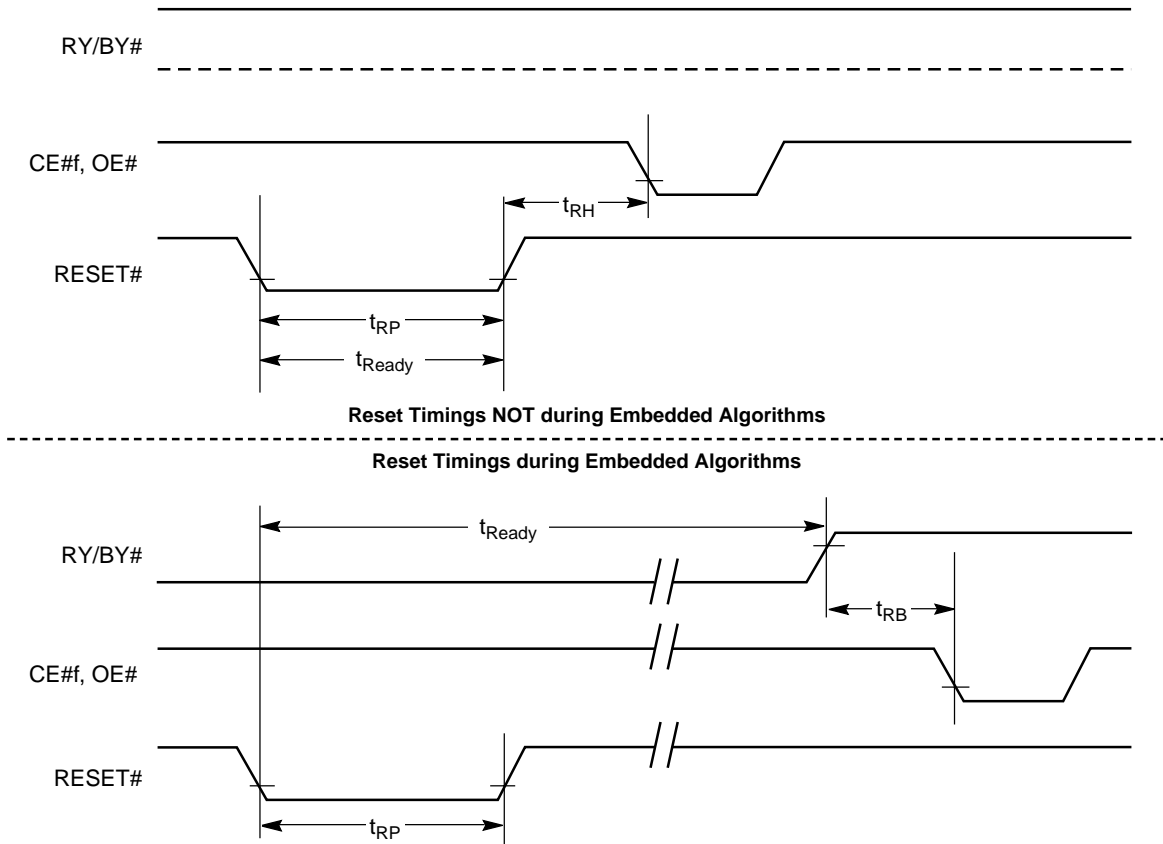 RY/BY#
CE#f, OE#
tRH
RESET#
tRP
tReady
Reset Timings NOT during Embedded Algorithms
Reset Timings during Embedded Algorithms
tReady
RY/BY#
tRB
CE#f, OE#
RESET#
tRP